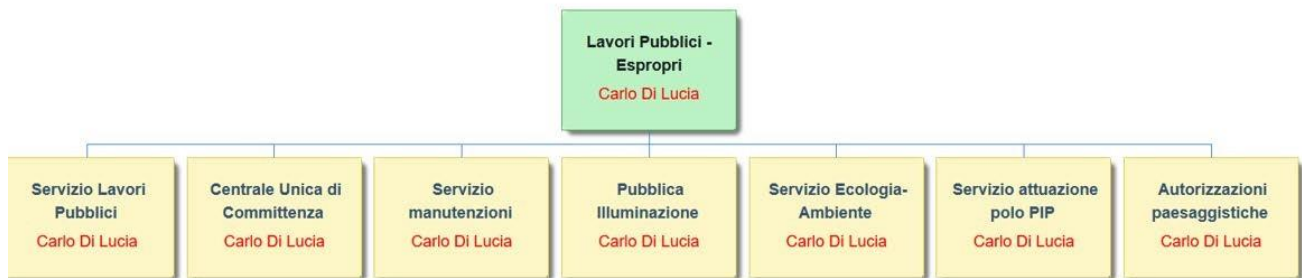 Lavori Pubblici -
Espropri
Carlo Di Lucia
Servizio Lavori
Pubblici
Carlo Di Lucia
Centrale Unica di
Committenza
Carlo Di Lucia
Servizio
manutenzioni
Carlo Di Lucia
Pubblica
Illuminazione
Carlo Di Lucia
Servizio Ecologia-
Ambiente
Carlo Di Lucia
Servizio attuazione
polo PIP
Carlo Di Lucia
Autorizzazioni
paesaggistiche
Carlo Di Lucia